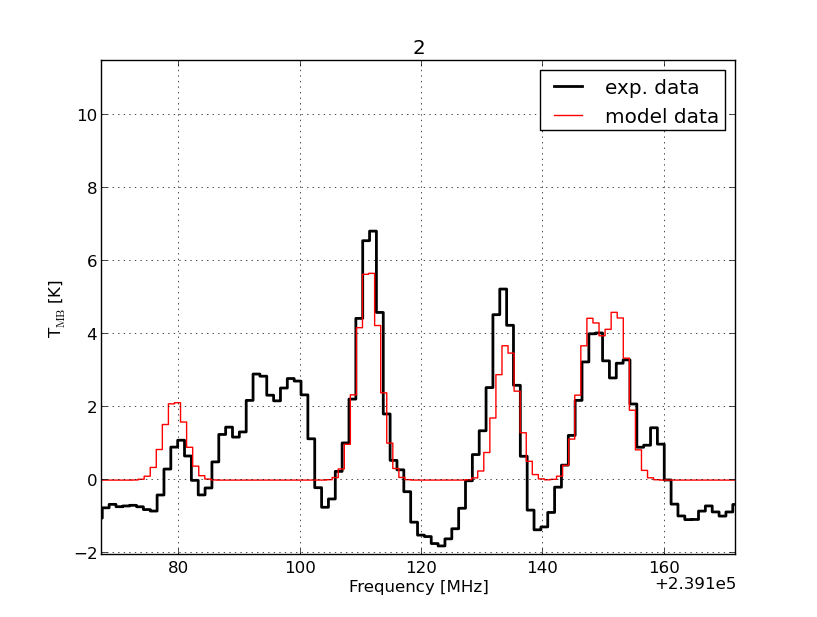 2
exp. data
model data
10
8
6
4
2
0
−2
T_MB [K]
80
100
120
140
160
Frequency [MHz]
+2.391e5